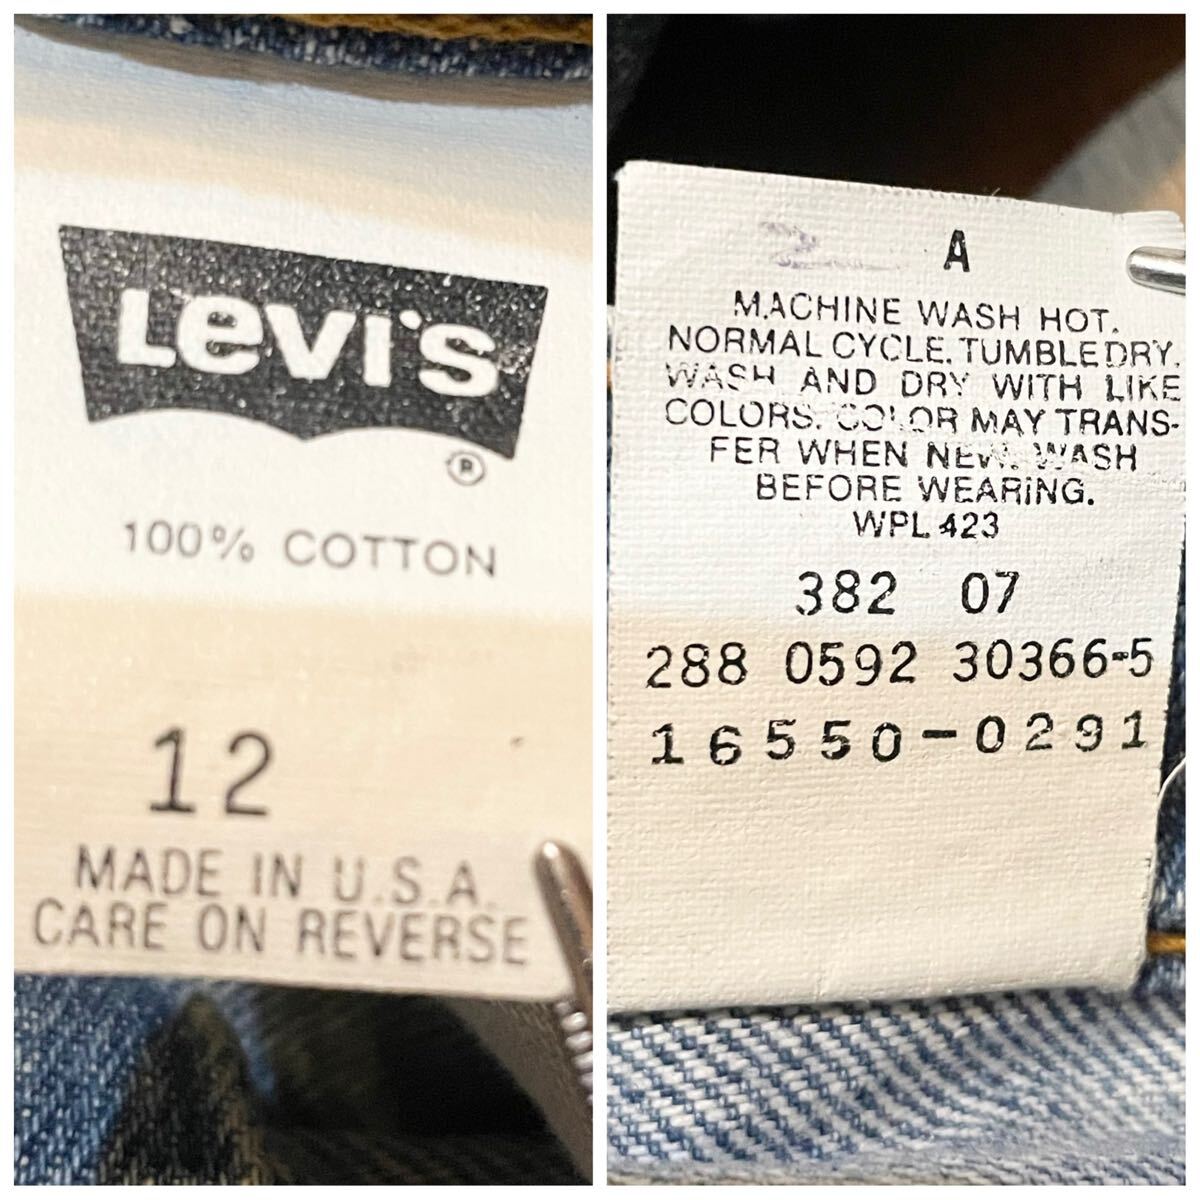 Levi's
®
100% COTTON
12
MADE IN U.S.A.
CARE ON REVERSE
2
A
MACHINE WASH HOT.
NORMAL CYCLE. TUMBLE DRY.
WASH AND DRY WITH LIKE
COLORS. COLOR MAY TRANS-
FER WHEN NEW. WASH
BEFORE WEARING.
WPL 423
382 07
288 0592 30366-5
16550-0291